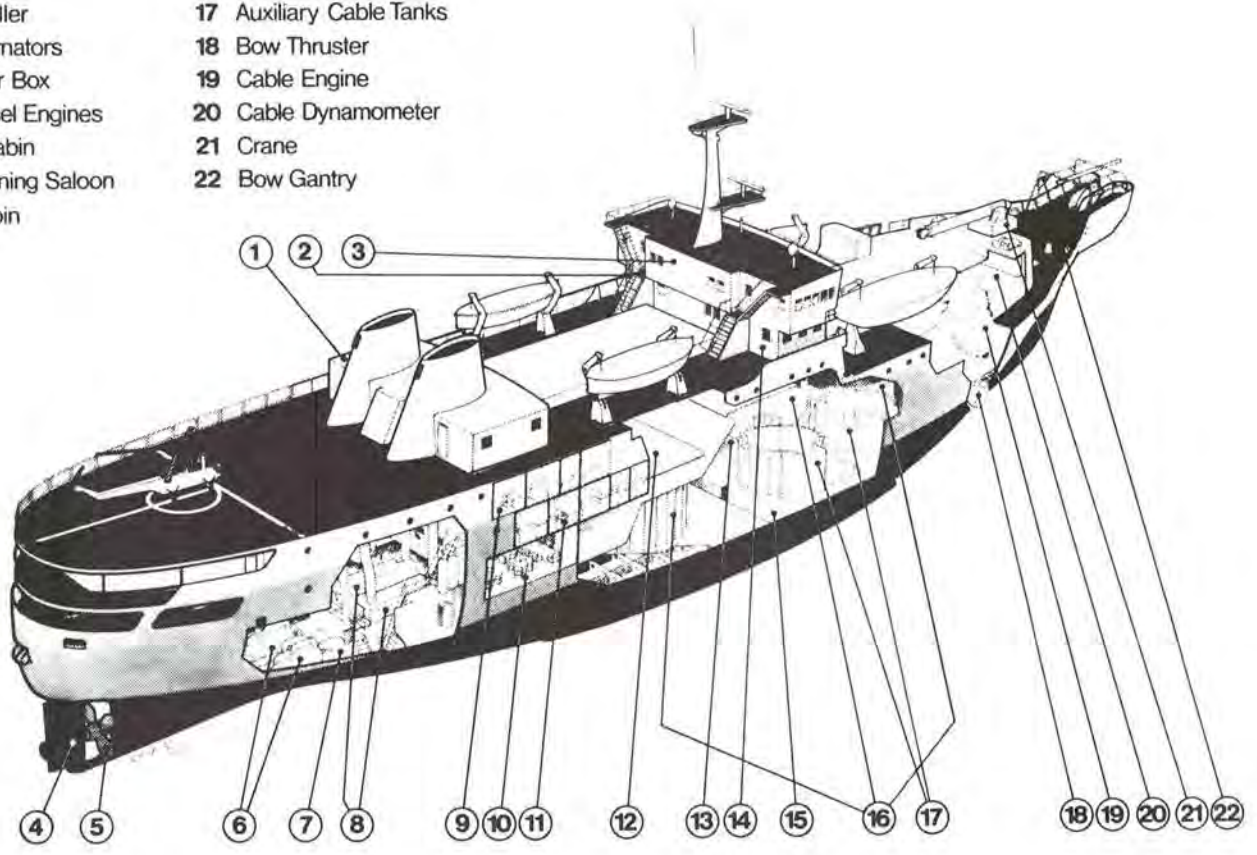 ller
nators
r Box
el Engines
abin
ning Saloon
bin
17 Auxiliary Cable Tanks
18 Bow Thruster
19 Cable Engine
20 Cable Dynamometer
21 Crane
22 Bow Gantry
1 2 3
4 5 6 7 8 9 10 11 12 13 14 15 16 17 18 19 20 21 22